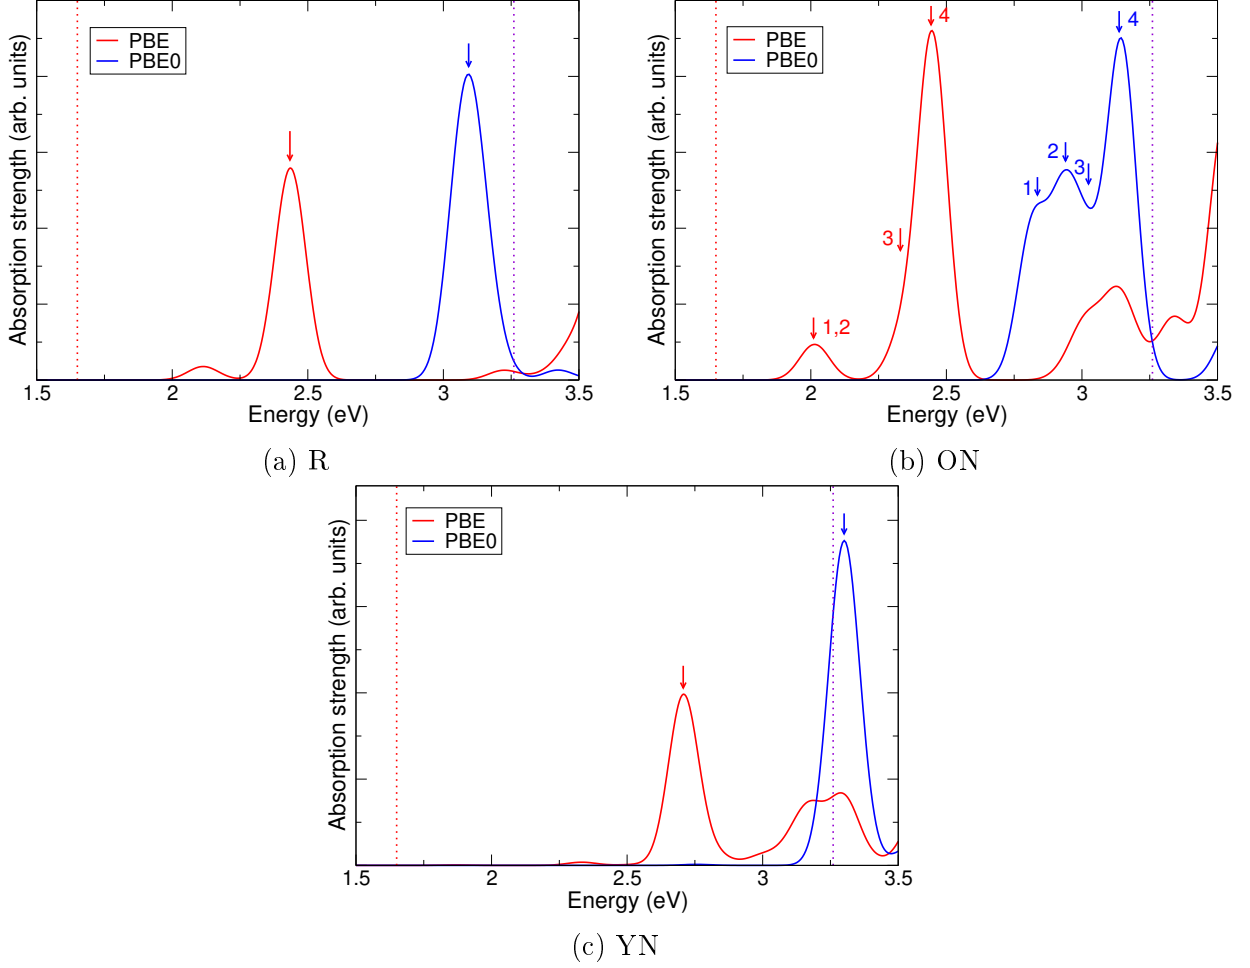 Absorption strength (arb. units)
PBE
PBE0
1.5 2 2.5 3 3.5
Energy (eV)
(a) R
Absorption strength (arb. units)
PBE
PBE0
4
4
2
3
1
3
1,2
1.5 2 2.5 3 3.5
Energy (eV)
(b) ON
Absorption strength (arb. units)
PBE
PBE0
1.5 2 2.5 3 3.5
Energy (eV)
(c) YN